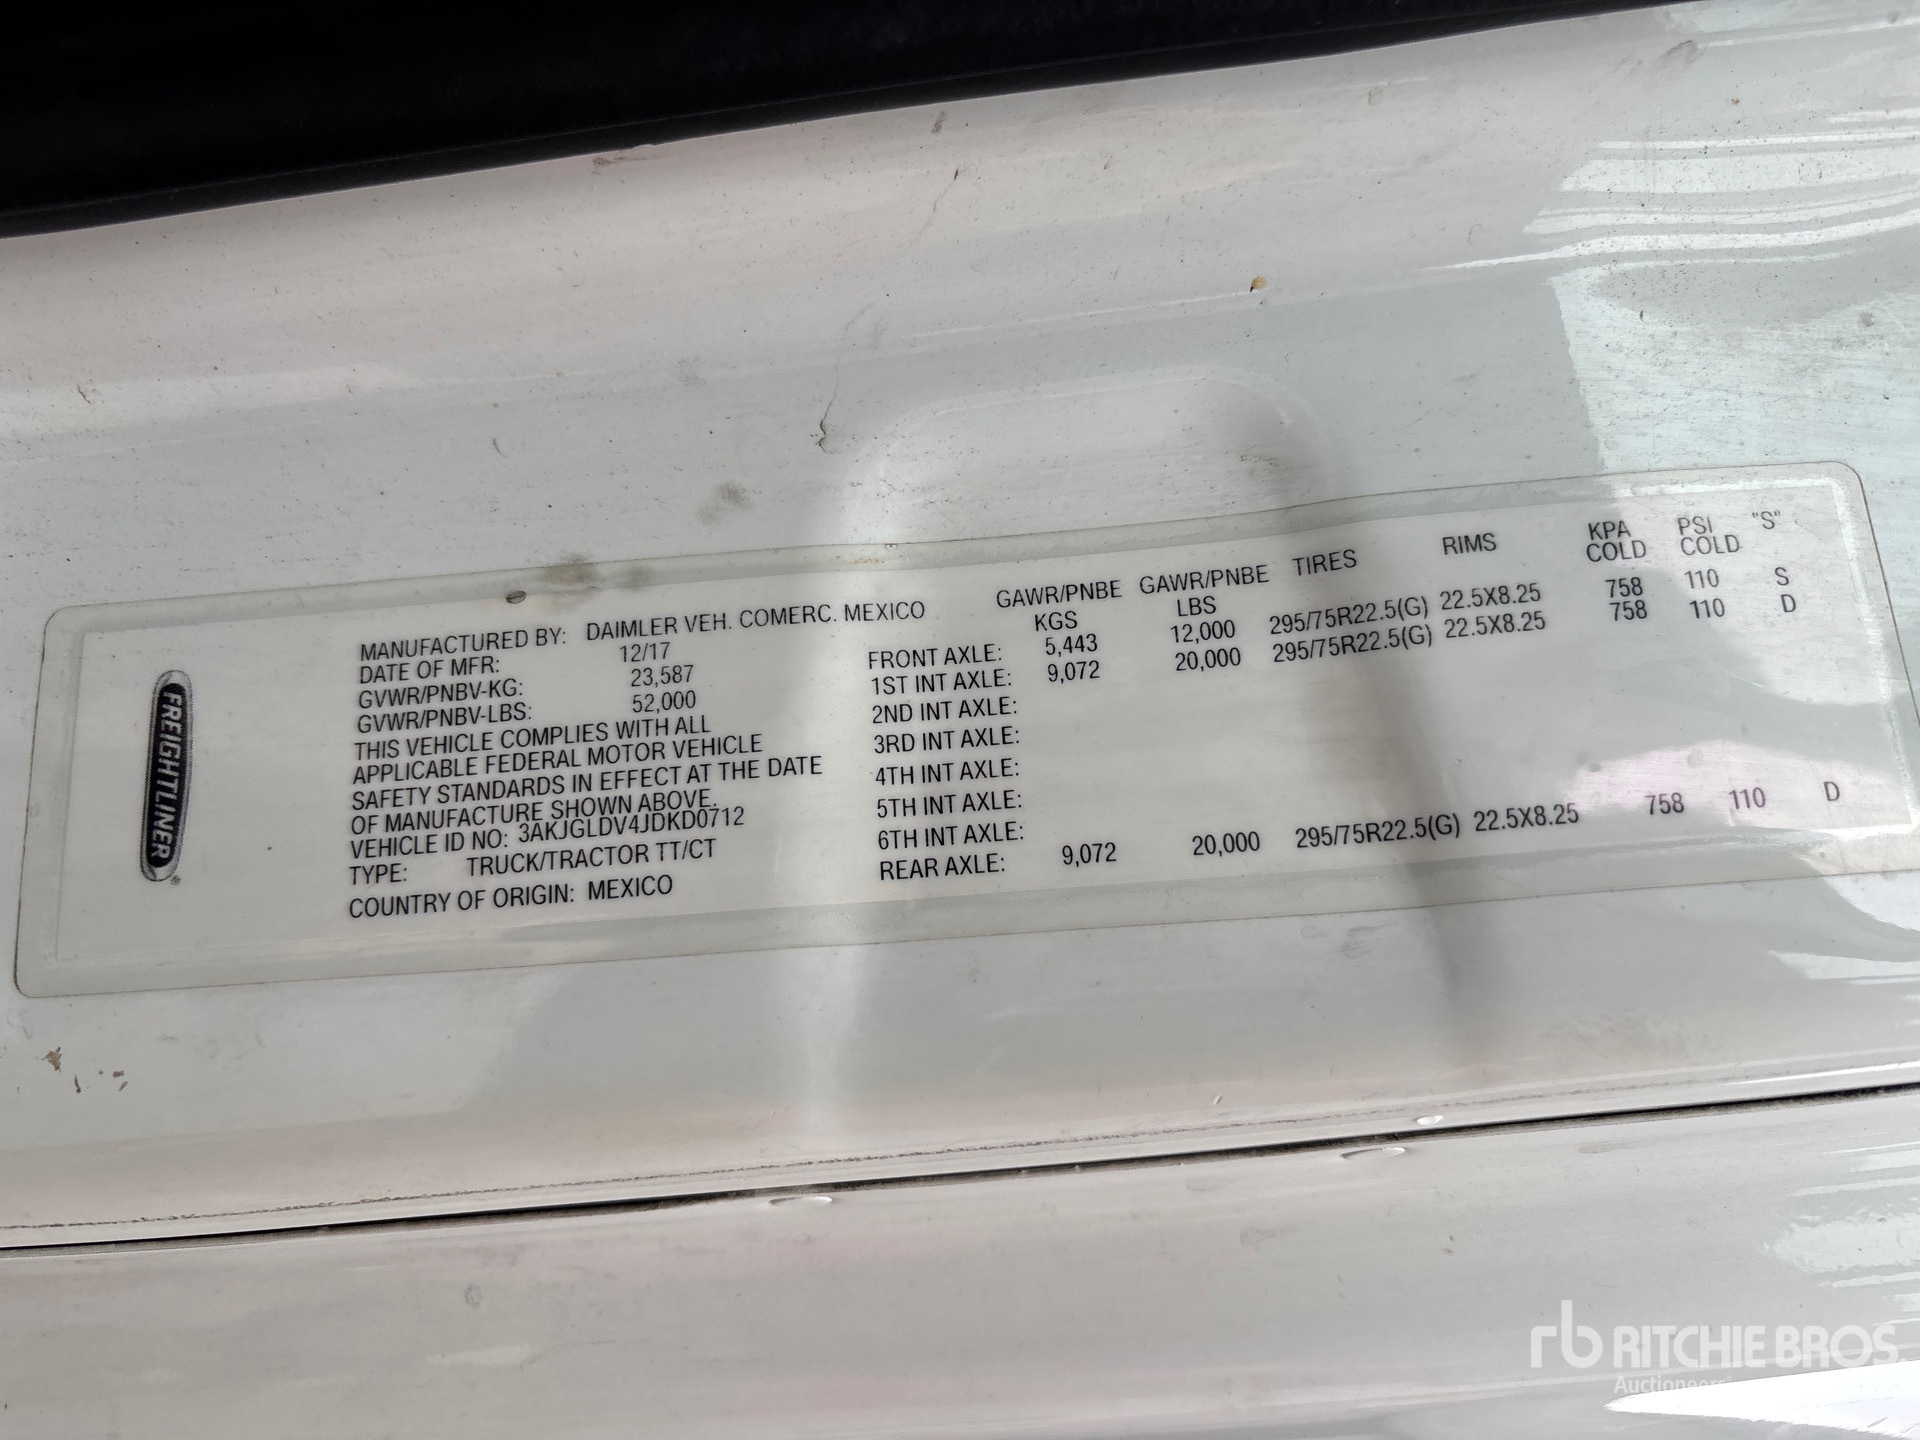 FREIGHTLINER
MANUFACTURED BY: DAIMLER VEH. COMERC. MEXICO
DATE OF MFR: 12/17
GVWR/PNBV-KG: 23,587
GVWR/PNBV-LBS: 52,000
THIS VEHICLE COMPLIES WITH ALL
APPLICABLE FEDERAL MOTOR VEHICLE
SAFETY STANDARDS IN EFFECT AT THE DATE
OF MANUFACTURE SHOWN ABOVE.
VEHICLE ID NO: 3AKJGLDV4JDKD0712
TYPE: TRUCK/TRACTOR TT/CT
COUNTRY OF ORIGIN: MEXICO
GAWR/PNBE KGS GAWR/PNBE LBS TIRES RIMS KPA COLD PSI COLD "S"
FRONT AXLE: 5,443 12,000 295/75R22.5(G) 22.5X8.25 758 110 S
1ST INT AXLE: 9,072 20,000 295/75R22.5(G) 22.5X8.25 758 110 D
2ND INT AXLE:
3RD INT AXLE:
4TH INT AXLE:
5TH INT AXLE:
6TH INT AXLE:
REAR AXLE: 9,072 20,000 295/75R22.5(G) 22.5X8.25 758 110 D
rb RITCHIE BROS
Auctioneers